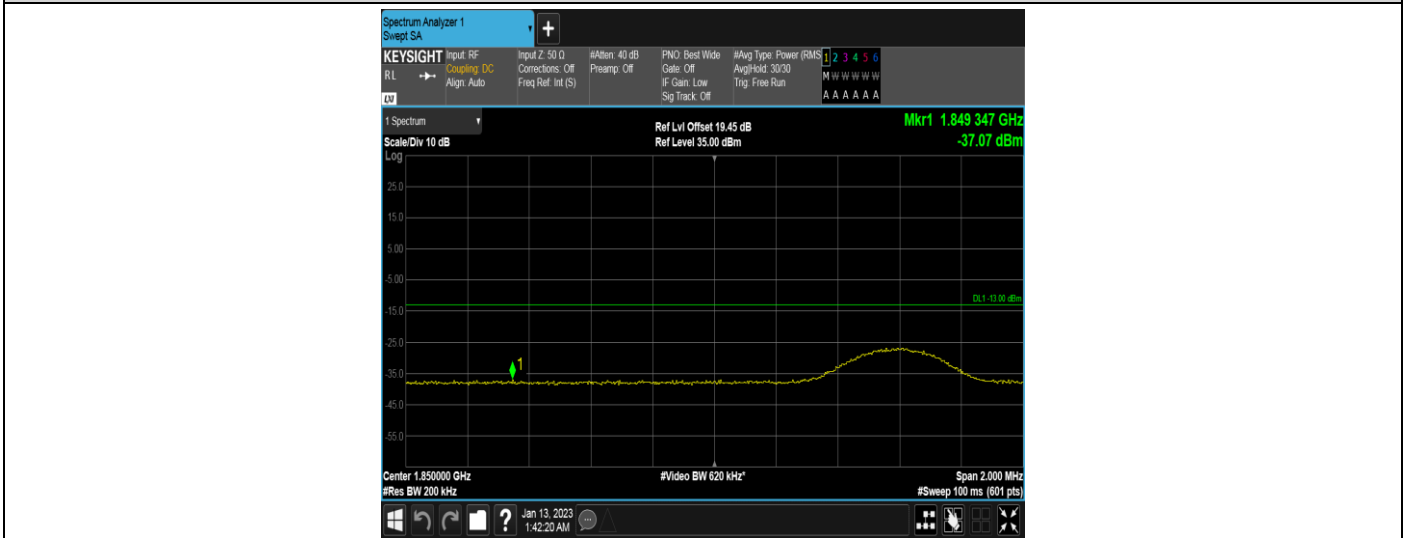 Spectrum Analyzer 1
Swept SA
+
KEYSIGHT Input: RF Input Z: 50 Ω #Atten: 40 dB PNO: Best Wide #Avg Type: Power (RMS 1 2 3 4 5 6
RL Coupling: DC Corrections: Off Preamp: Off Gate: Off Avg|Hold: 30/30 M W W W W W
Align: Auto Freq Ref: Int (S) IF Gain: Low Trig: Free Run
LXI Sig Track: Off A A A A A A
1 Spectrum Ref Lvl Offset 19.45 dB Mkr1 1.849 347 GHz
Scale/Div 10 dB Ref Level 35.00 dBm -37.07 dBm
Log
25.0
15.0
5.00
-5.00
DL1 -13.00 dBm
-15.0
-25.0
1
-35.0
-45.0
-55.0
Center 1.850000 GHz #Video BW 620 kHz* Span 2.000 MHz
#Res BW 200 kHz #Sweep 100 ms (601 pts)
? Jan 13, 2023
1:42:20 AM